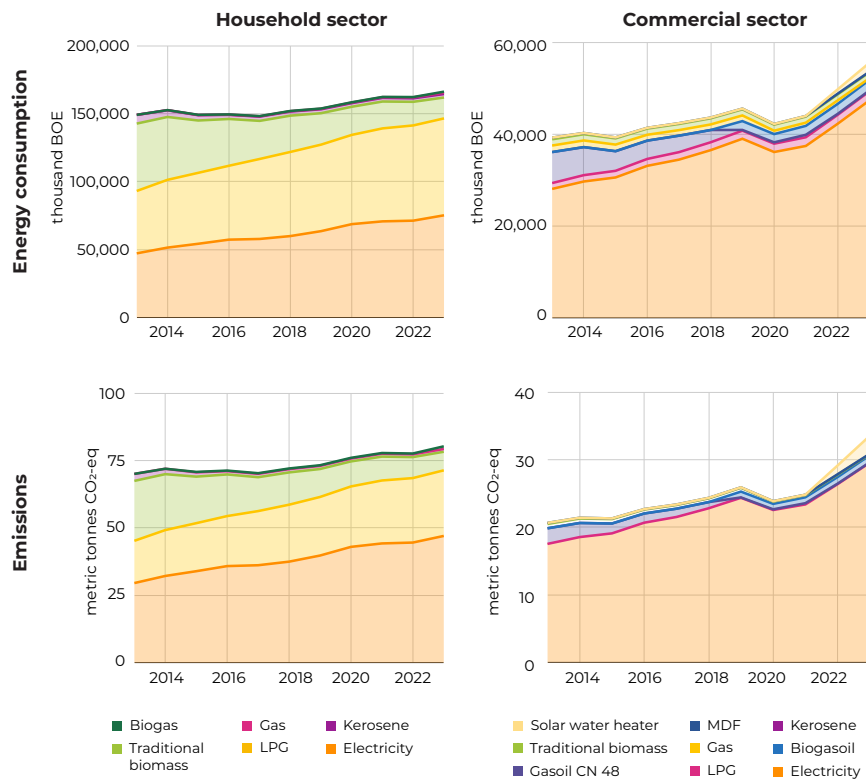 Household sector
Commercial sector
Energy consumption
thousand BOE
200,000
150,000
100,000
50,000
0
2014 2016 2018 2020 2022
thousand BOE
60,000
40,000
20,000
0
2014 2016 2018 2020 2022
Emissions
metric tonnes CO₂-eq
100
75
50
25
0
2014 2016 2018 2020 2022
metric tonnes CO₂-eq
40
30
20
10
0
2014 2016 2018 2020 2022
Biogas Gas Kerosene
Traditional biomass LPG Electricity
Solar water heater MDF Kerosene
Traditional biomass Gas Biogasoil
Gasoil CN 48 LPG Electricity